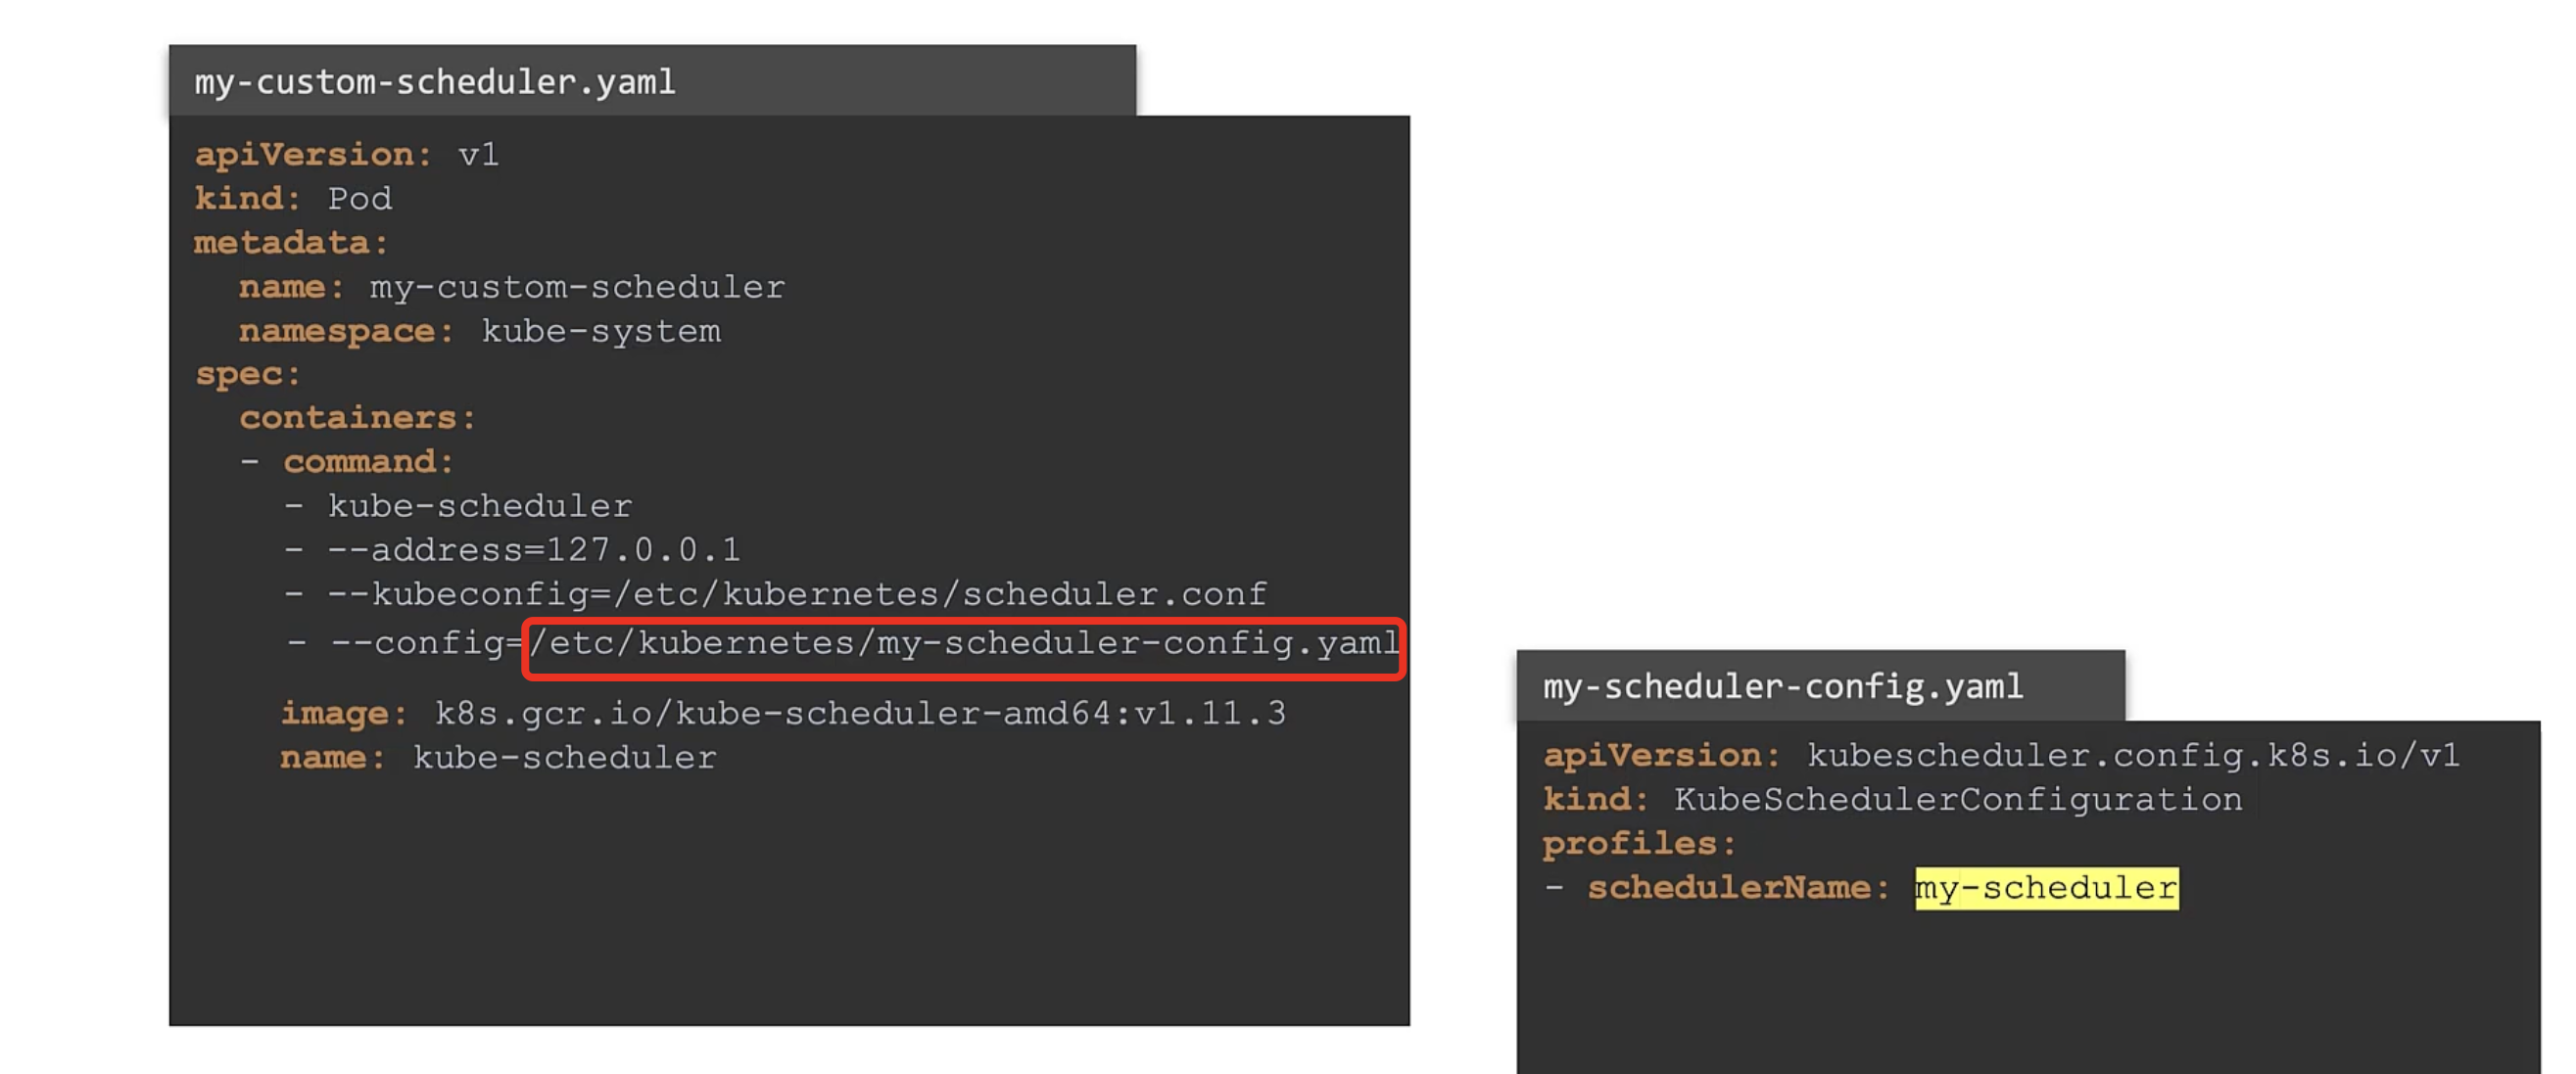 my-custom-scheduler.yaml
apiVersion: v1
kind: Pod
metadata:
  name: my-custom-scheduler
  namespace: kube-system
spec:
  containers:
  - command:
    - kube-scheduler
    - --address=127.0.0.1
    - --kubeconfig=/etc/kubernetes/scheduler.conf
    - --config=/etc/kubernetes/my-scheduler-config.yaml
    image: k8s.gcr.io/kube-scheduler-amd64:v1.11.3
    name: kube-scheduler
my-scheduler-config.yaml
apiVersion: kubescheduler.config.k8s.io/v1
kind: KubeSchedulerConfiguration
profiles:
- schedulerName: my-scheduler